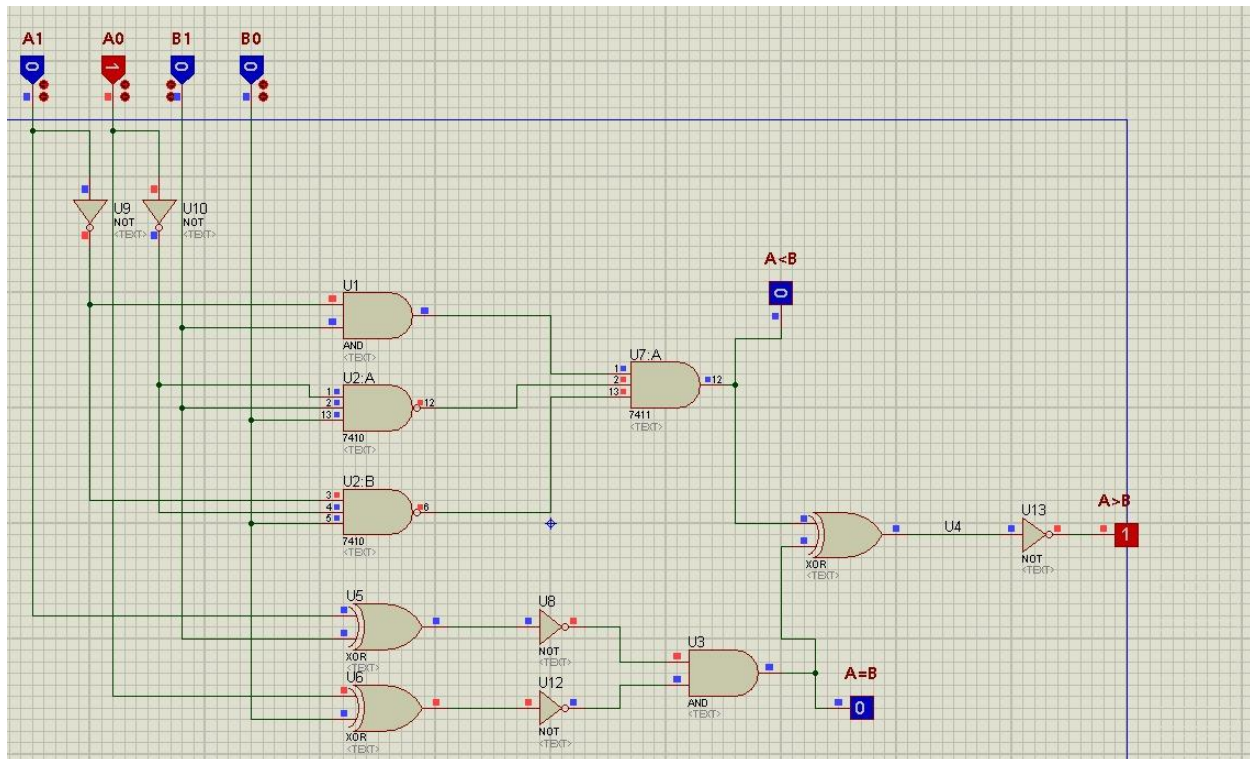 A1 A0 B1 B0
0 1 0 0
U9
NOT
<TEXT>
U10
NOT
<TEXT>
A<B
0
U1
AND
<TEXT>
U2:A
1
2
13
12
7410
<TEXT>
U7:A
1
2
13
12
7411
<TEXT>
U2:B
3
4
5
6
7410
<TEXT>
U4
XOR
<TEXT>
U13
NOT
<TEXT>
A>B
1
U5
XOR
<TEXT>
U8
NOT
<TEXT>
U6
XOR
<TEXT>
U12
NOT
<TEXT>
U3
AND
<TEXT>
A=B
0